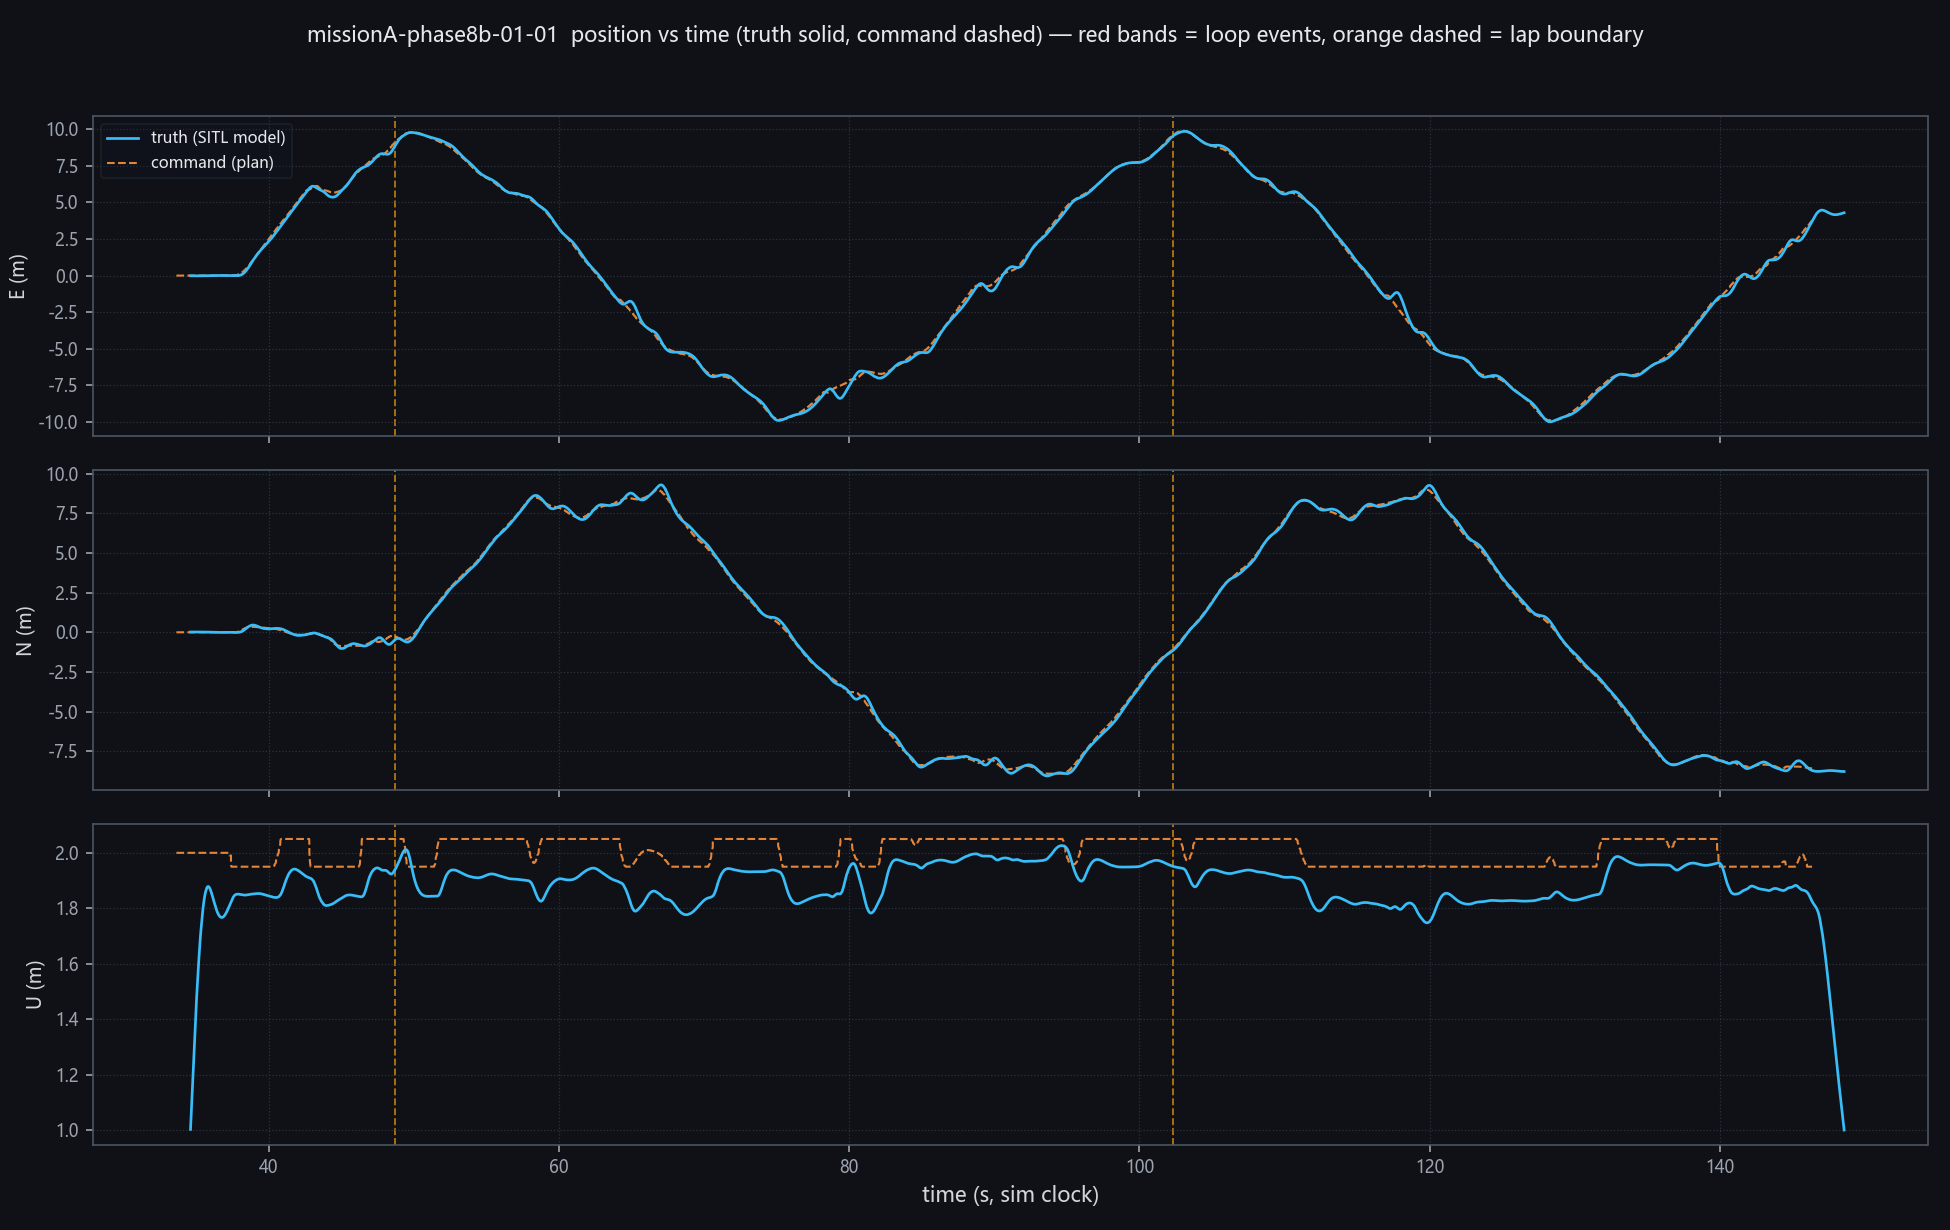 missionA-phase8b-01-01  position vs time (truth solid, command dashed) — red bands = loop events, orange dashed = lap boundary
truth (SITL model)
command (plan)
E (m)
10.0
7.5
5.0
2.5
0.0
-2.5
-5.0
-7.5
-10.0
N (m)
10.0
7.5
5.0
2.5
0.0
-2.5
-5.0
-7.5
U (m)
2.0
1.8
1.6
1.4
1.2
1.0
40 60 80 100 120 140
time (s, sim clock)